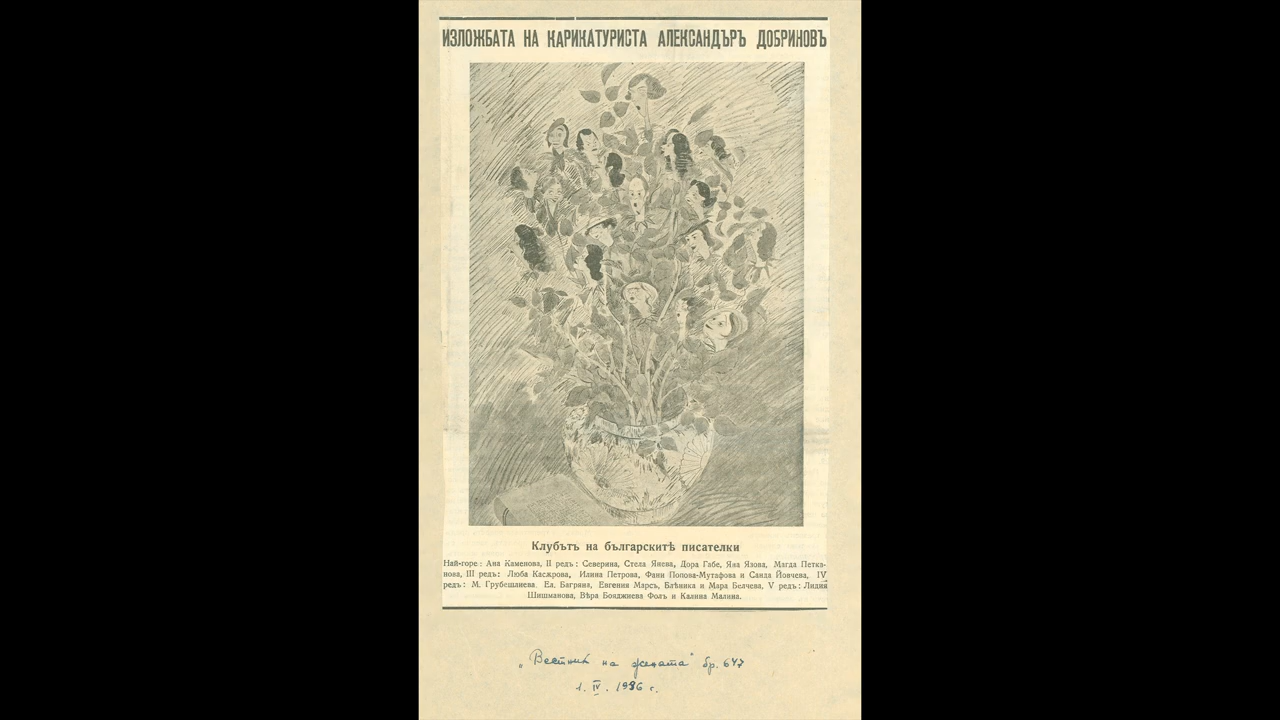 ИЗЛОЖБАТА НА КАРИКАТУРИСТА АЛЕКСАНДЪРЪ ДОБРИНОВЪ
Клубътъ на българскитѣ писателки
Най-горе: Ана Каменова, II редъ: Северина, Стела Янева, Дора Габе, Яна Язова, Магда Петка-
нова, III редъ: Люба Касѫрова, Илина Петрова, Фани Попова-Мутафова и Санда Йовчева, IV
редъ: М. Грубешлиева. Ел. Багряна, Евгения Марсъ, Блѣника и Мара Белчева, V редъ: Лидия
Шишманова, Вѣра Бояджиева Фолъ и Калина Малина.
„Вестник на жената" бр. 647
1. IV. 1936 г.